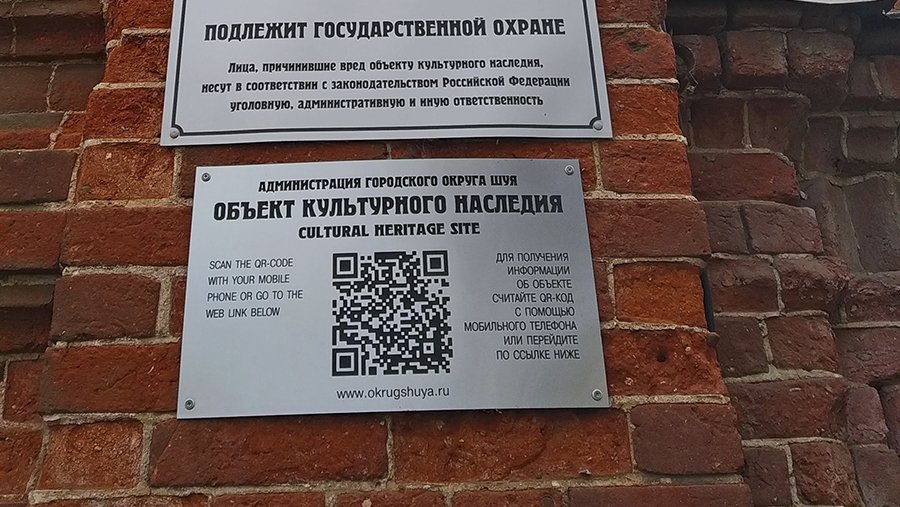 ПОДЛЕЖИТ ГОСУДАРСТВЕННОЙ ОХРАНЕ
Лица, причинившие вред объекту культурного наследия,
несут в соответствии с законодательством Российской Федерации
уголовную, административную и иную ответственность
АДМИНИСТРАЦИЯ ГОРОДСКОГО ОКРУГА ШУЯ
ОБЪЕКТ КУЛЬТУРНОГО НАСЛЕДИЯ
CULTURAL HERITAGE SITE
SCAN THE QR-CODE
WITH YOUR MOBILE
PHONE OR GO TO THE
WEB LINK BELOW
ДЛЯ ПОЛУЧЕНИЯ
ИНФОРМАЦИИ
ОБ ОБЪЕКТЕ
СЧИТАЙТЕ QR-КОД
С ПОМОЩЬЮ
МОБИЛЬНОГО ТЕЛЕФОНА
ИЛИ ПЕРЕЙДИТЕ
ПО ССЫЛКЕ НИЖЕ
www.okrugshuya.ru